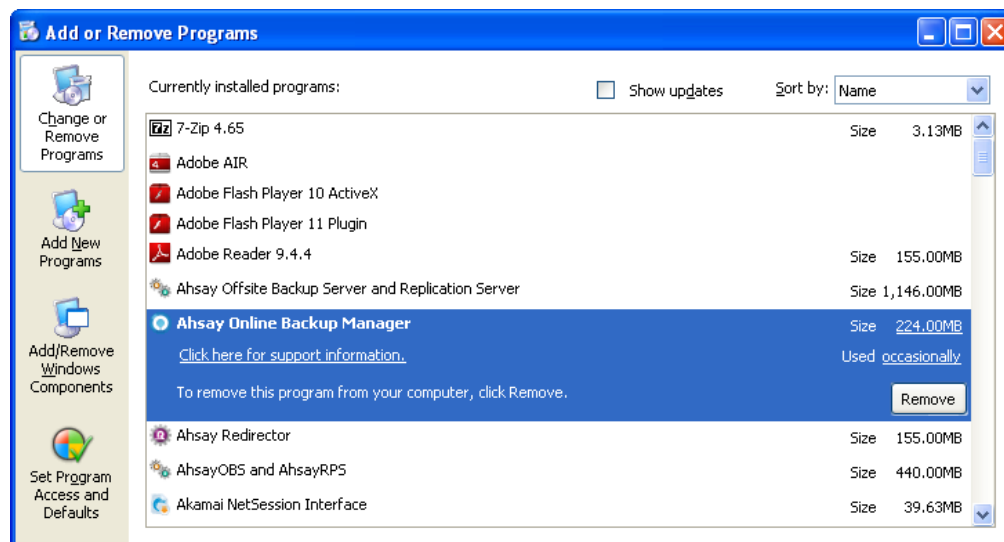 Add or Remove Programs
Change or
Remove
Programs
Add New
Programs
Add/Remove
Windows
Components
Set Program
Access and
Defaults
Currently installed programs:
Show updates
Sort by: Name
7z 7-Zip 4.65 Size 3.13MB
Adobe AIR
Adobe Flash Player 10 ActiveX
Adobe Flash Player 11 Plugin
Adobe Reader 9.4.4 Size 155.00MB
Ahsay Offsite Backup Server and Replication Server Size 1,146.00MB
Ahsay Online Backup Manager Size 224.00MB
Click here for support information. Used occasionally
To remove this program from your computer, click Remove. Remove
Ahsay Redirector Size 155.00MB
AhsayOBS and AhsayRPS Size 440.00MB
Akamai NetSession Interface Size 39.63MB